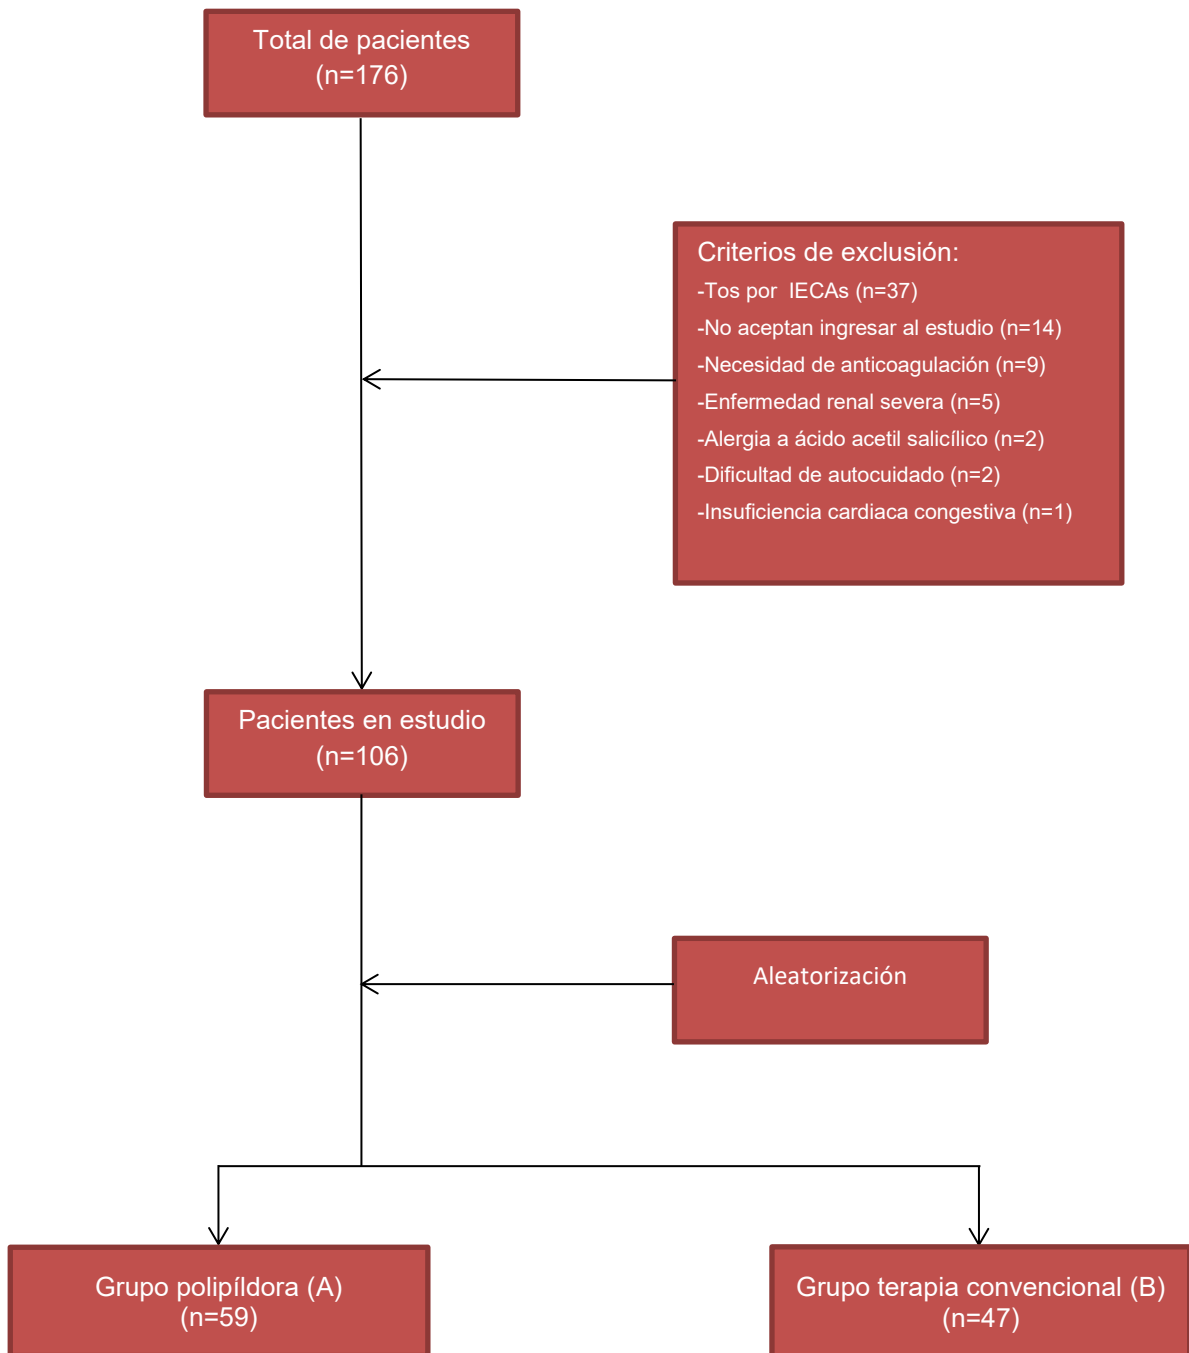 Total de pacientes
(n=176)
Criterios de exclusión:
-Tos por  IECAs (n=37)
-No aceptan ingresar al estudio (n=14)
-Necesidad de anticoagulación (n=9)
-Enfermedad renal severa (n=5)
-Alergia a ácido acetil salicílico (n=2)
-Dificultad de autocuidado (n=2)
-Insuficiencia cardiaca congestiva (n=1)
Pacientes en estudio
(n=106)
Aleatorización
Grupo polipíldora (A)
(n=59)
Grupo terapia convencional (B)
(n=47)